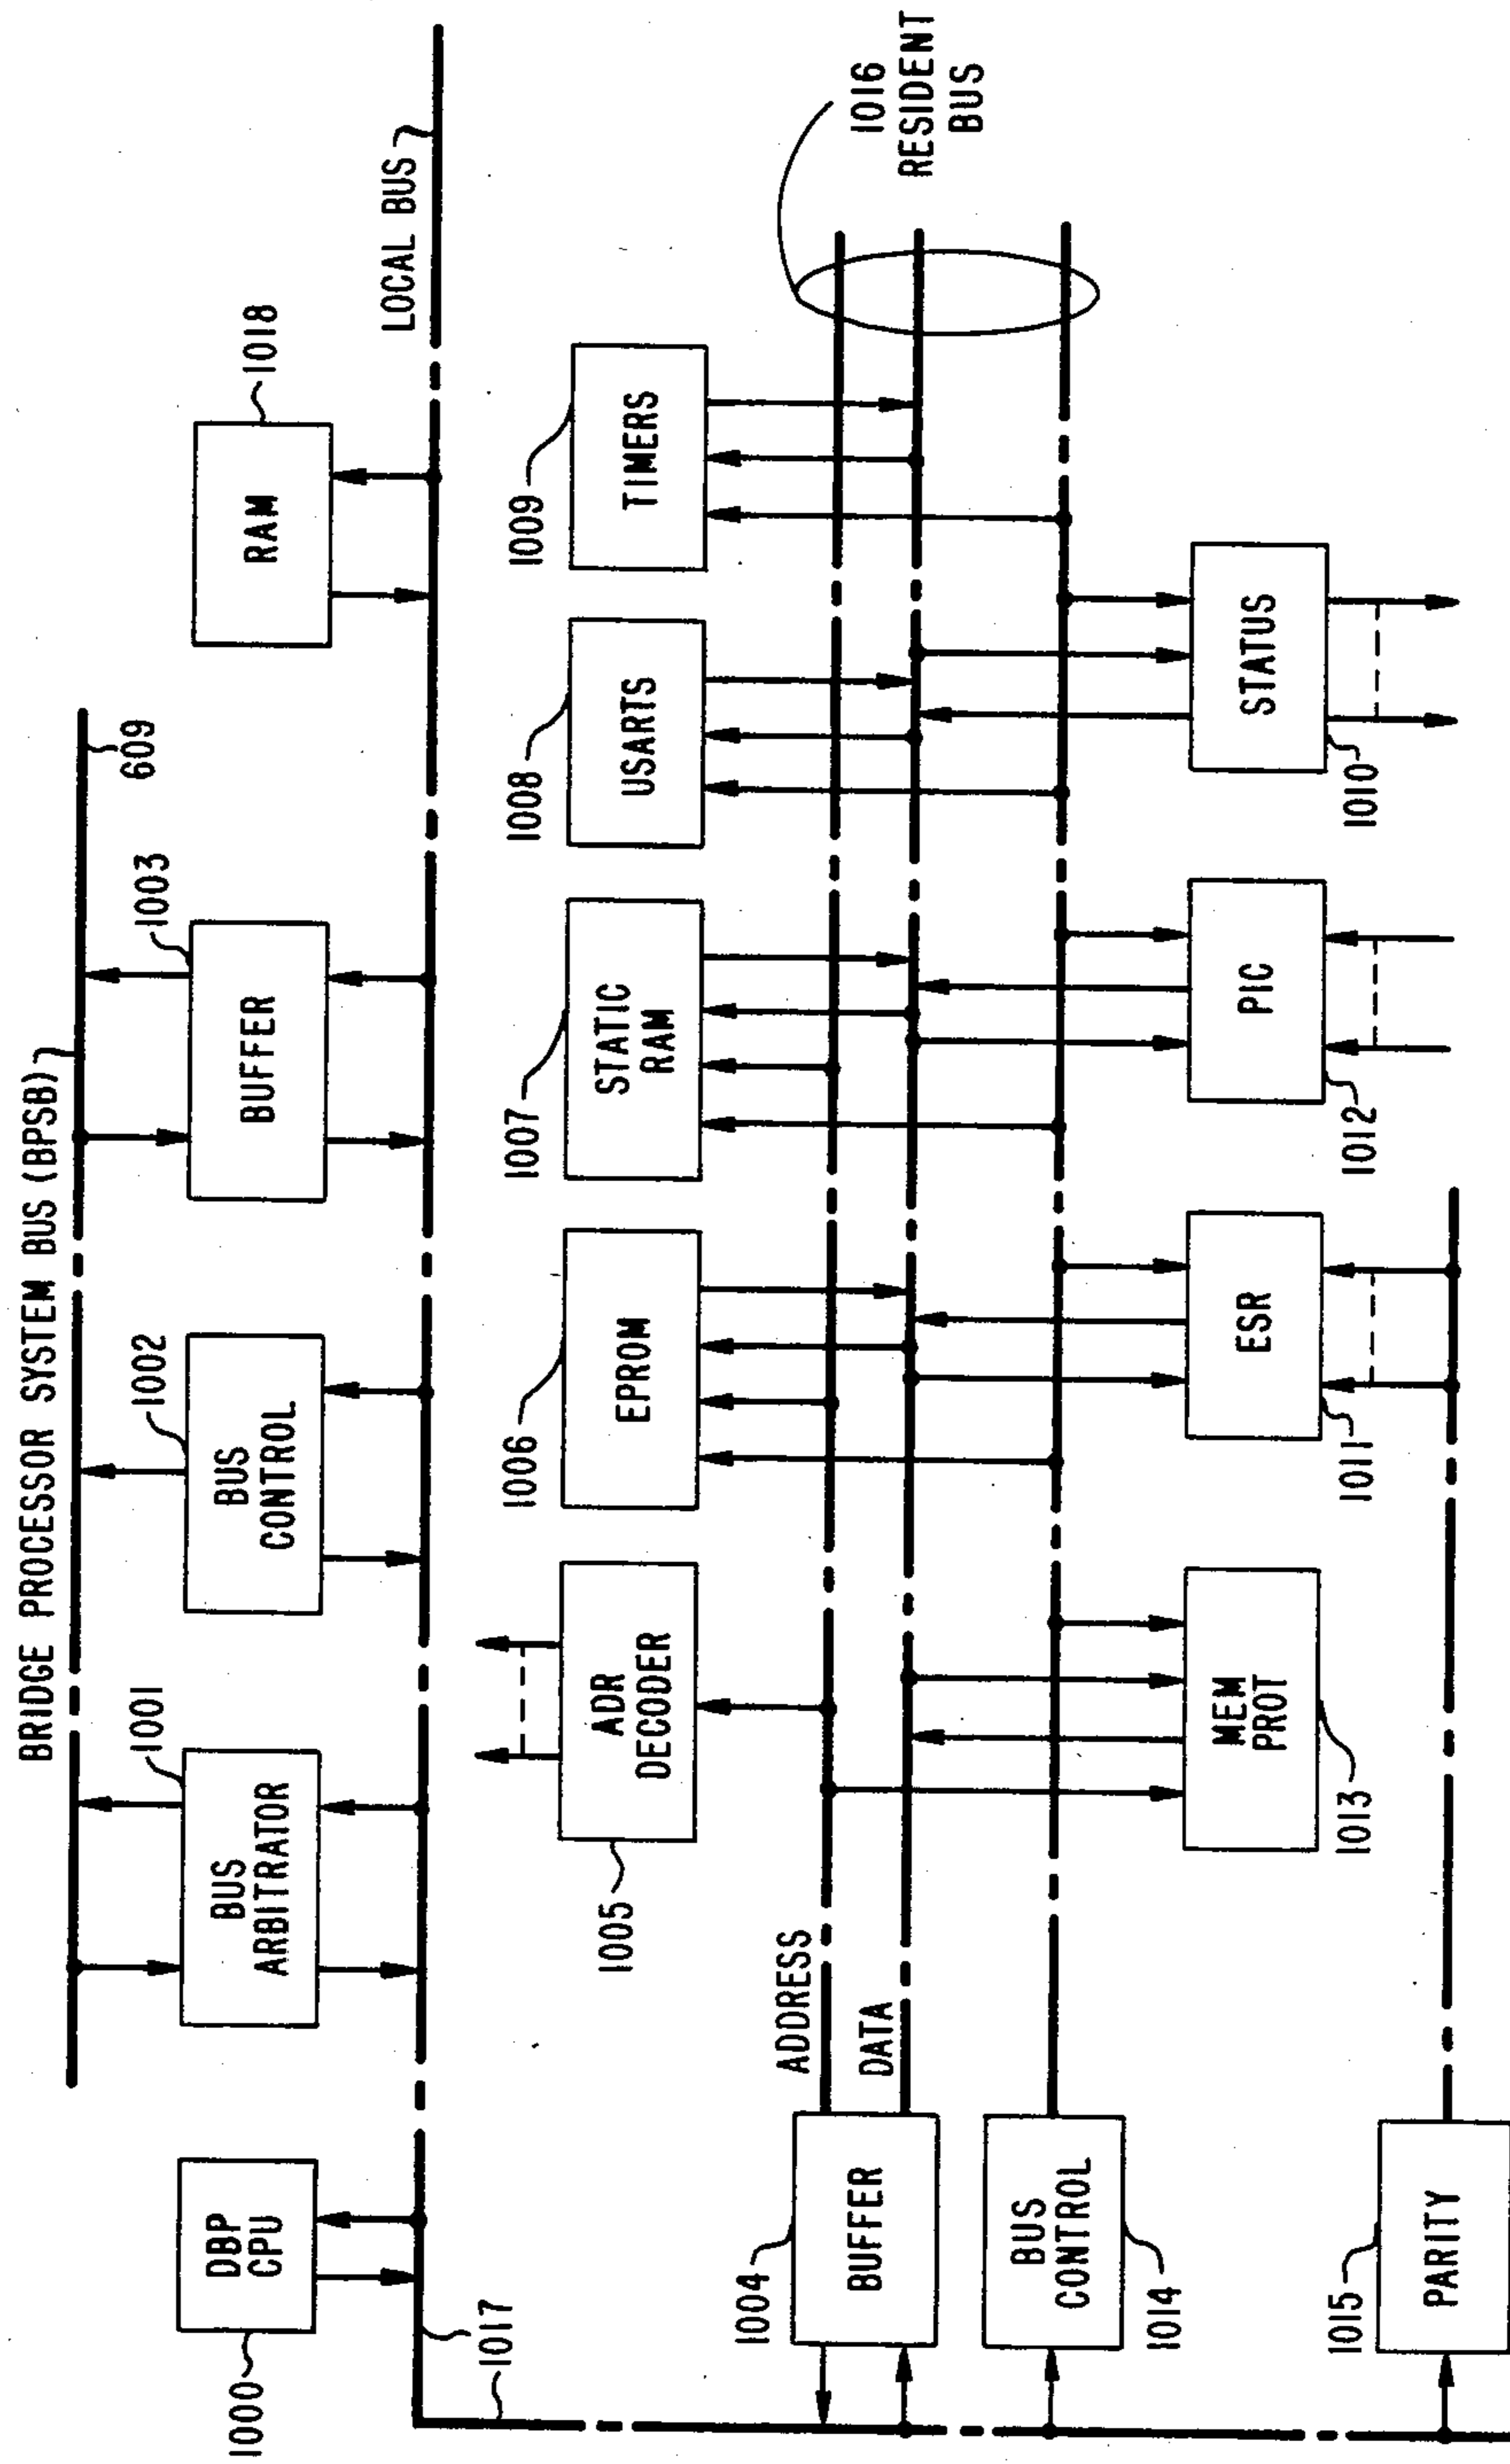 BRIDGE PROCESSOR SYSTEM BUS (BPSB)
609
1000
DBP
CPU
1001
BUS
ARBITRATOR
1002
BUS
CONTROL
1003
BUFFER
1018
RAM
LOCAL BUS
1017
1005
ADR
DECODER
1006
EPROM
1007
STATIC
RAM
1008
USARTS
1009
TIMERS
1016
RESIDENT
BUS
ADDRESS
DATA
1004
BUFFER
1014
BUS
CONTROL
1013
MEM
PROT
1011
ESR
1012
PIC
1010
STATUS
1015
PARITY